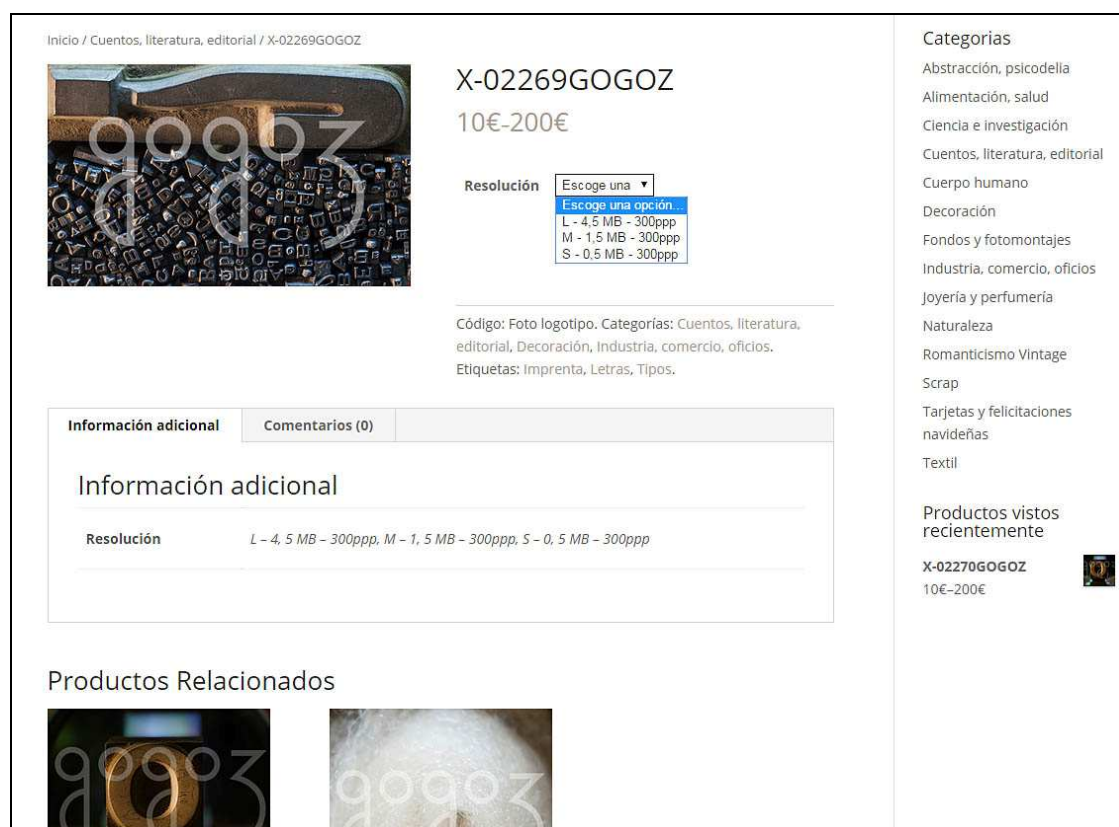 Inicio / Cuentos, literatura, editorial / X-02269GOGOZ
gogoz
X-02269GOGOZ
10€-200€
Resolución
Escoge una
Escoge una opción...
L - 4,5 MB - 300ppp
M - 1,5 MB - 300ppp
S - 0,5 MB - 300ppp
Código: Foto logotipo. Categorías: Cuentos, literatura,
editorial, Decoración, Industria, comercio, oficios.
Etiquetas: Imprenta, Letras, Tipos.
Información adicional
Comentarios (0)
Información adicional
Resolución
L – 4, 5 MB – 300ppp, M – 1, 5 MB – 300ppp, S – 0, 5 MB – 300ppp
Productos Relacionados
gogoz
gogoz
Categorias
Abstracción, psicodelia
Alimentación, salud
Ciencia e investigación
Cuentos, literatura, editorial
Cuerpo humano
Decoración
Fondos y fotomontajes
Industria, comercio, oficios
Joyería y perfumería
Naturaleza
Romanticismo Vintage
Scrap
Tarjetas y felicitaciones
navideñas
Textil
Productos vistos
recientemente
X-02270GOGOZ
10€–200€